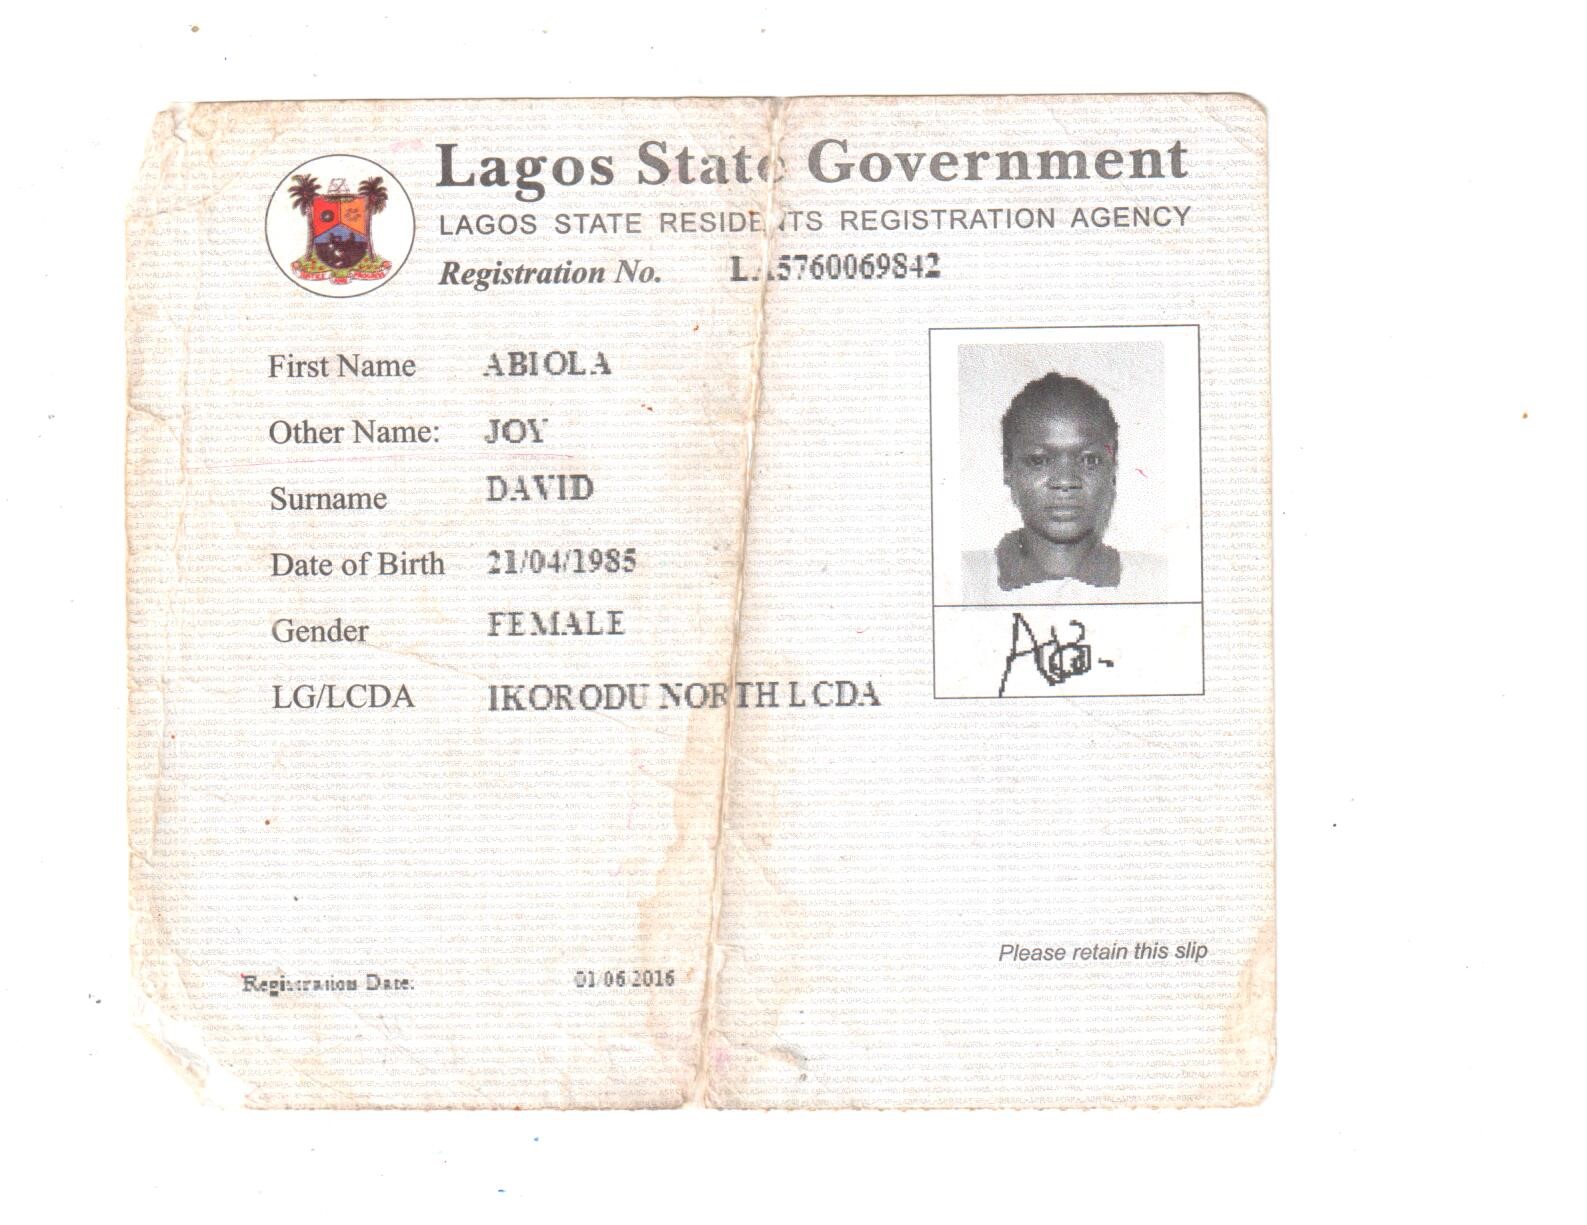 Lagos State Government
LAGOS STATE RESIDENTS REGISTRATION AGENCY
Registration No.
First Name ABIOLA
Other Name: JOY
Surname DAVID
Date of Birth 21/04/1985
Gender FEMALE
LG/LCDA IKORODU NORTH LCDA
Please retain this slip
Registration Date: 01/06/2016